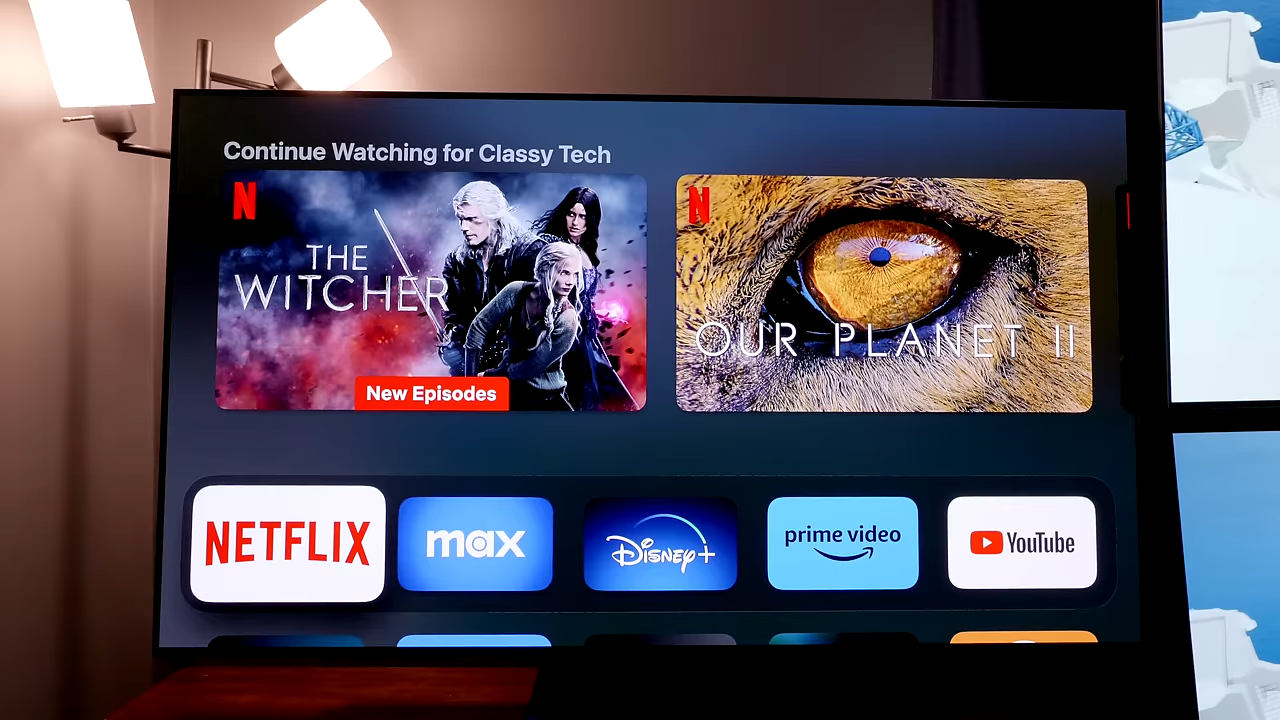 Continue Watching for Classy Tech
N
THE
WITCHER
New Episodes
N
OUR PLANET II
NETFLIX
max
Disney+
prime video
YouTube